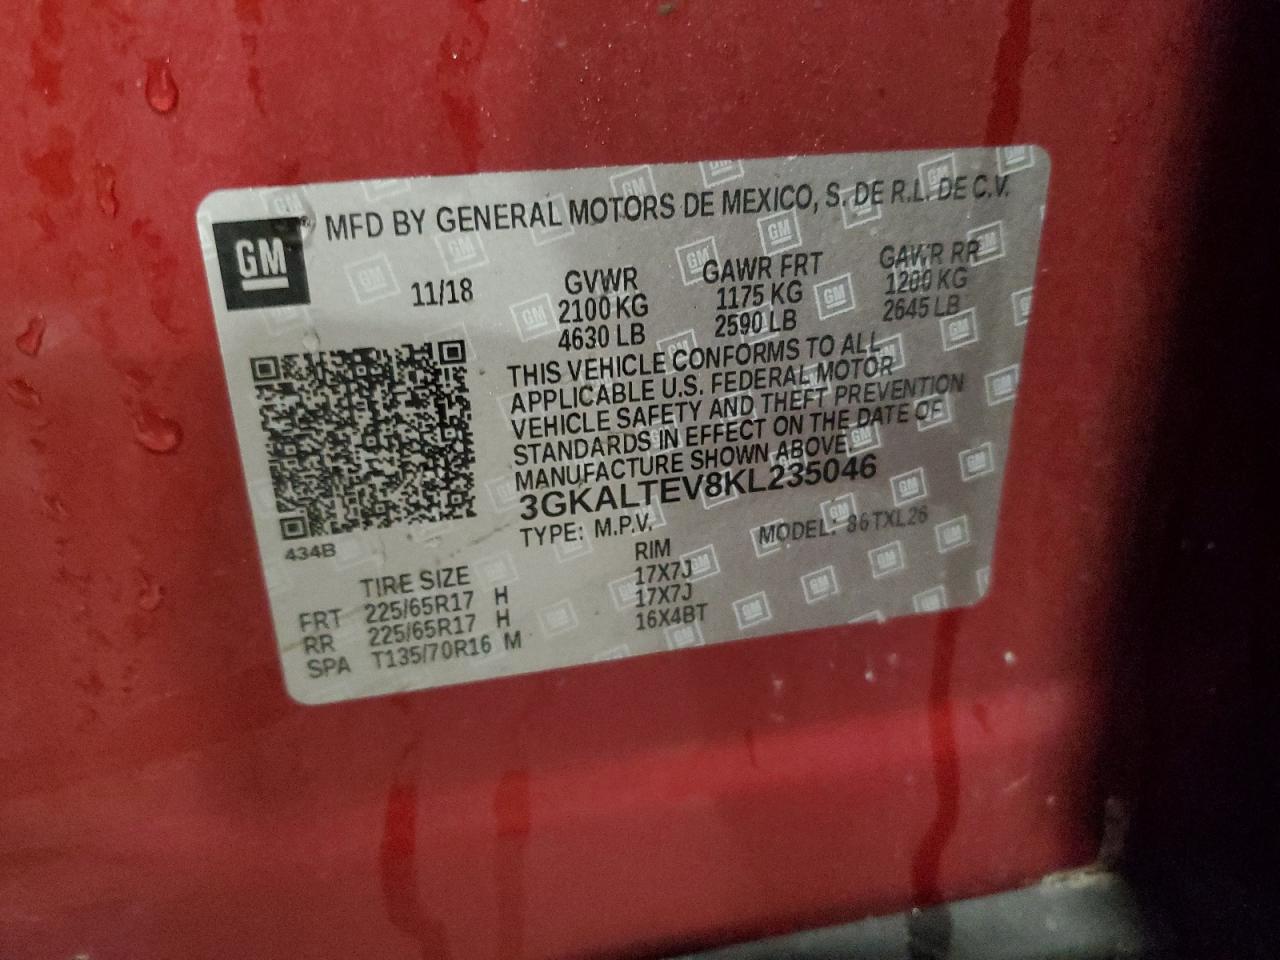 GM
® MFD BY GENERAL MOTORS DE MEXICO, S. DE R.L. DE C.V.
11/18
GVWR GAWR FRT GAWR RR
2100 KG 1175 KG 1200 KG
4630 LB 2590 LB 2645 LB
THIS VEHICLE CONFORMS TO ALL
APPLICABLE U.S. FEDERAL MOTOR
VEHICLE SAFETY AND THEFT PREVENTION
STANDARDS IN EFFECT ON THE DATE OF
MANUFACTURE SHOWN ABOVE
3GKALTEV8KL235046
TYPE: M.P.V. MODEL: 86TXL26
434B
TIRE SIZE RIM
FRT 225/65R17 H 17X7J
RR 225/65R17 H 17X7J
SPA T135/70R16 M 16X4BT